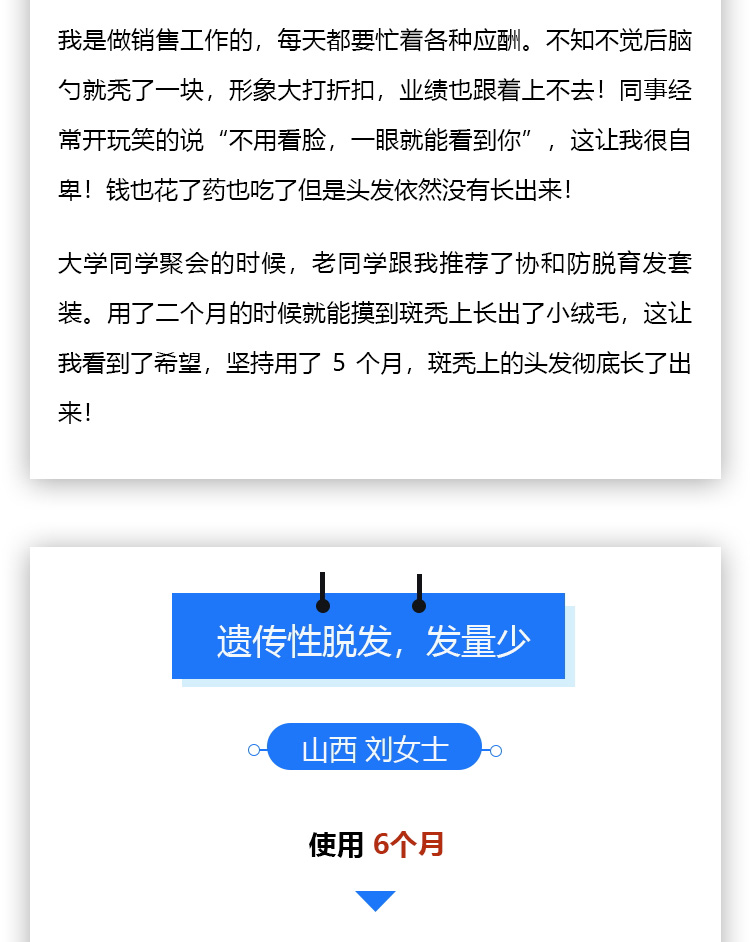 我是做销售工作的，每天都要忙着各种应酬。不知不觉后脑
勺就秃了一块，形象大打折扣，业绩也跟着上不去！同事经
常开玩笑的说“不用看脸，一眼就能看到你”，这让我很自
卑！钱也花了药也吃了但是头发依然没有长出来！
大学同学聚会的时候，老同学跟我推荐了协和防脱育发套
装。用了二个月的时候就能摸到斑秃上长出了小绒毛，这让
我看到了希望，坚持用了 5 个月，斑秃上的头发彻底长了出
来！
遗传性脱发，发量少
山西 刘女士
使用 6个月